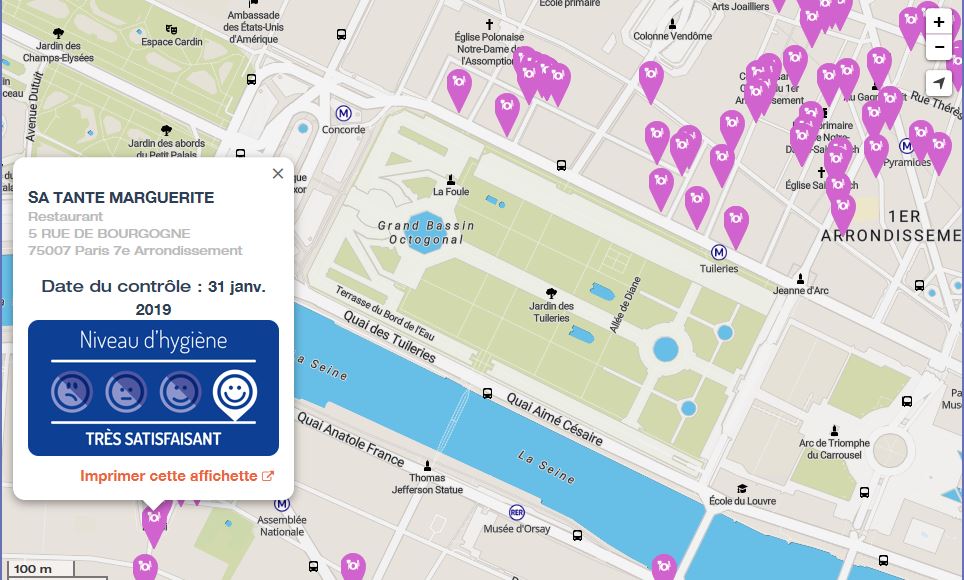 Ambassade
des États-Unis
d'Amérique
École primaire
Arts Joailliers
Jardin des
Champs-Elysées
Espace Cardin
Église Polonaise
Notre-Dame de
l'Assomption
Colonne Vendôme
Avenue Dutuit
Concorde
Jardin des abords
du Petit Palais
Rue Thérès
Pyramides
La Foule
Grand Bassin
Octogonal
1ER
ARRONDISSEME
Tuileries
Jeanne d'Arc
Jardin des
Tuileries
Allée de Diane
Terrasse du Bord de l'Eau
Quai des Tuileries
La Seine
Quai Aimé Césaire
Quai Anatole France
La Seine
Thomas
Jefferson Statue
Arc de Triomphe
du Carrousel
École du Louvre
RER
Musée d'Orsay
Assemblée
Nationale
SA TANTE MARGUERITE
Restaurant
5 RUE DE BOURGOGNE
75007 Paris 7e Arrondissement
Date du contrôle : 31 janv.
2019
Niveau d'hygiène
TRÈS SATISFAISANT
Imprimer cette affichette
100 m